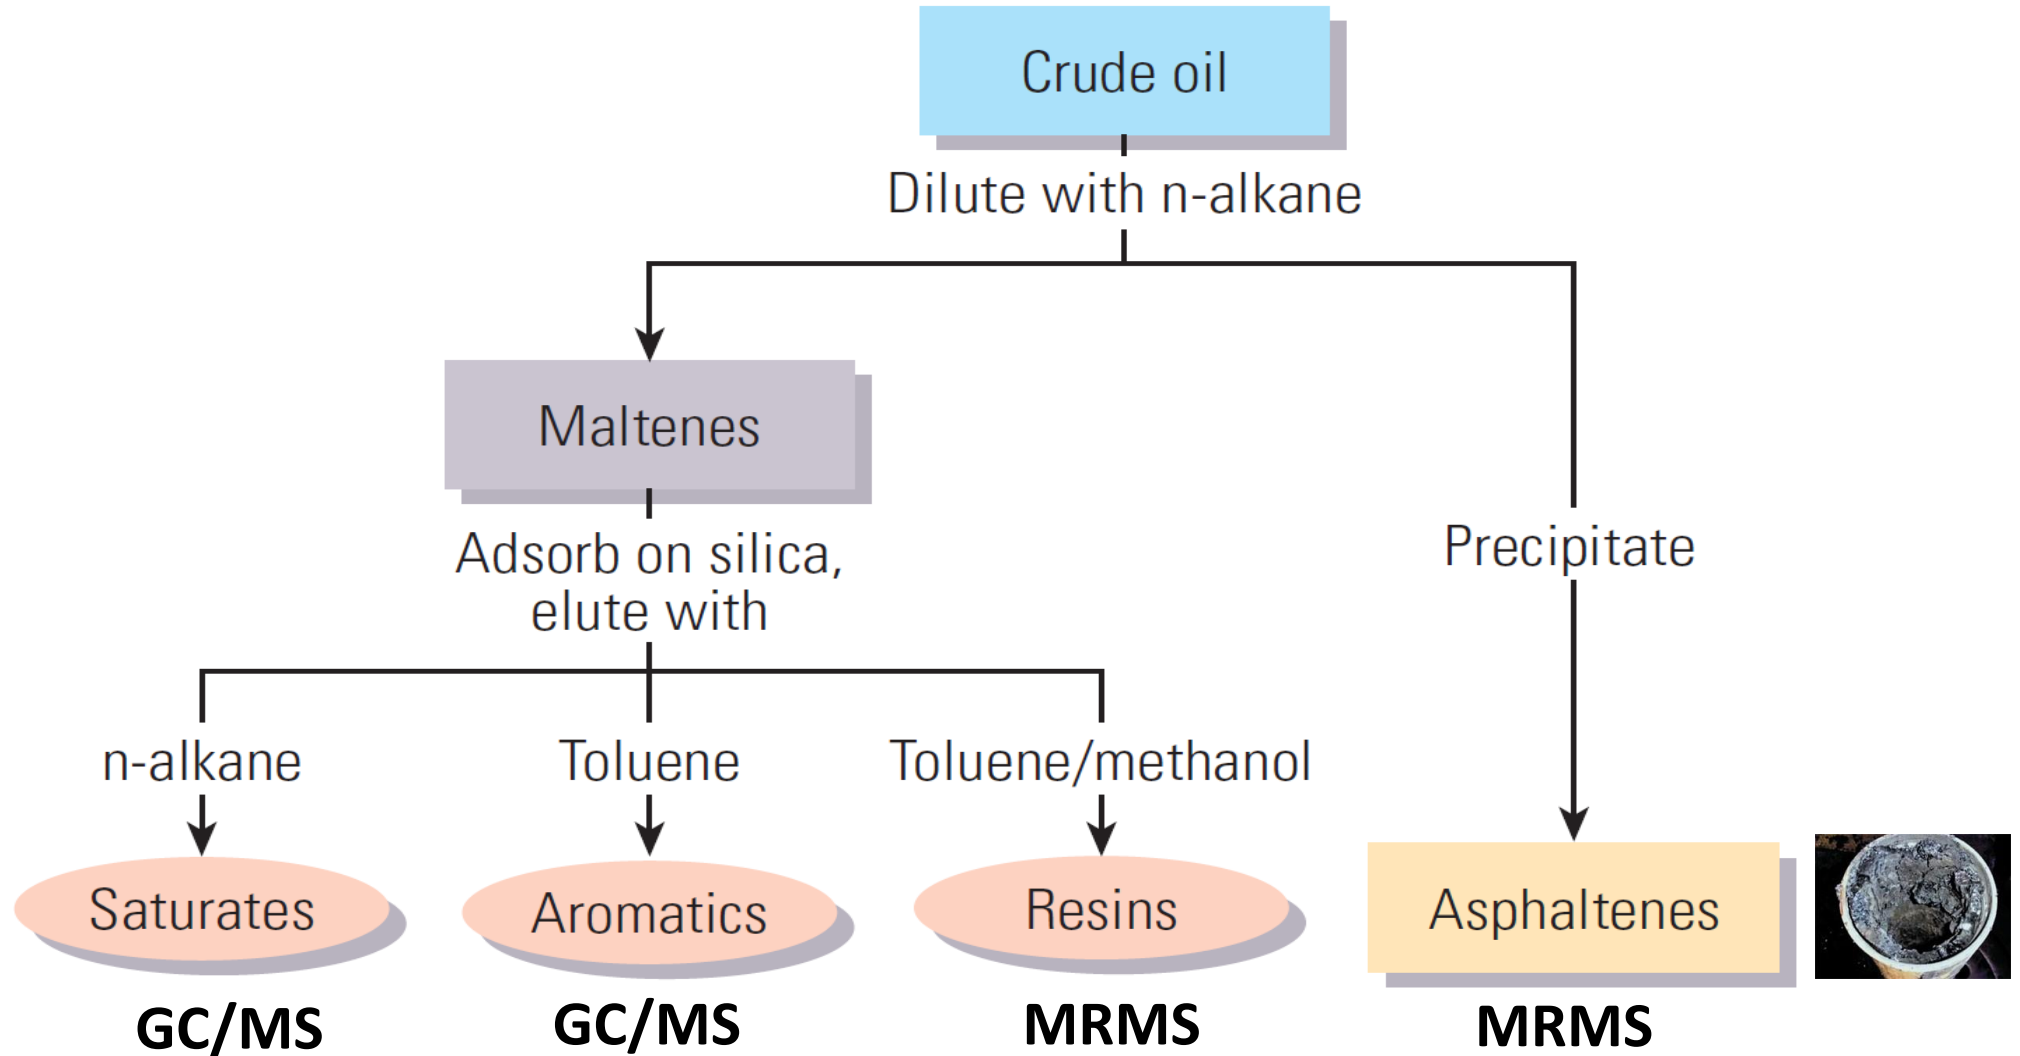 Crude oil
Dilute with n-alkane
Maltenes
Adsorb on silica,
elute with
Precipitate
n-alkane
Toluene
Toluene/methanol
Saturates
Aromatics
Resins
Asphaltenes
GC/MS
GC/MS
MRMS
MRMS